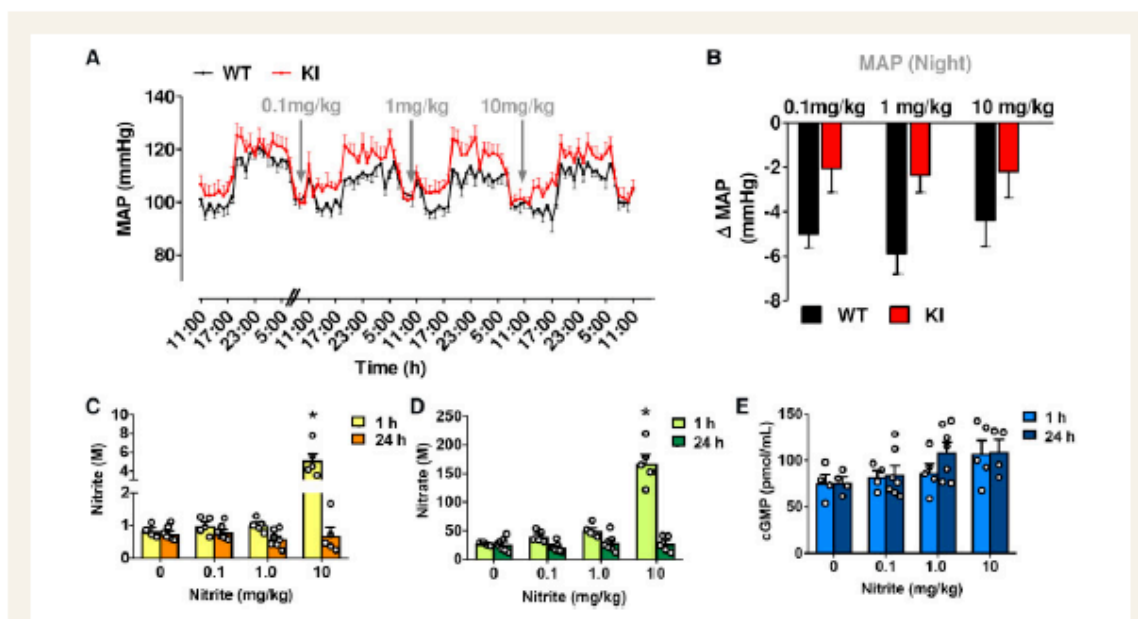 A
WT KI
0.1mg/kg 1mg/kg 10mg/kg
MAP (mmHg)
140
120
100
80
11:00 17:00 23:00 5:00 11:00 17:00 23:00 5:00 11:00 17:00 23:00 5:00 11:00 17:00 23:00 5:00 11:00
Time (h)
B
MAP (Night)
0.1mg/kg 1 mg/kg 10 mg/kg
Δ MAP
(mmHg)
0
-2
-4
-6
-8
WT KI
C
Nitrite (M)
10
8
6
4
2
1
0
*
1 h
24 h
0 0.1 1.0 10
Nitrite (mg/kg)
D
Nitrate (M)
250
200
150
100
50
0
*
1 h
24 h
0 0.1 1.0 10
Nitrite (mg/kg)
E
cGMP (pmol/mL)
150
100
50
0
1 h
24 h
0 0.1 1.0 10
Nitrite (mg/kg)